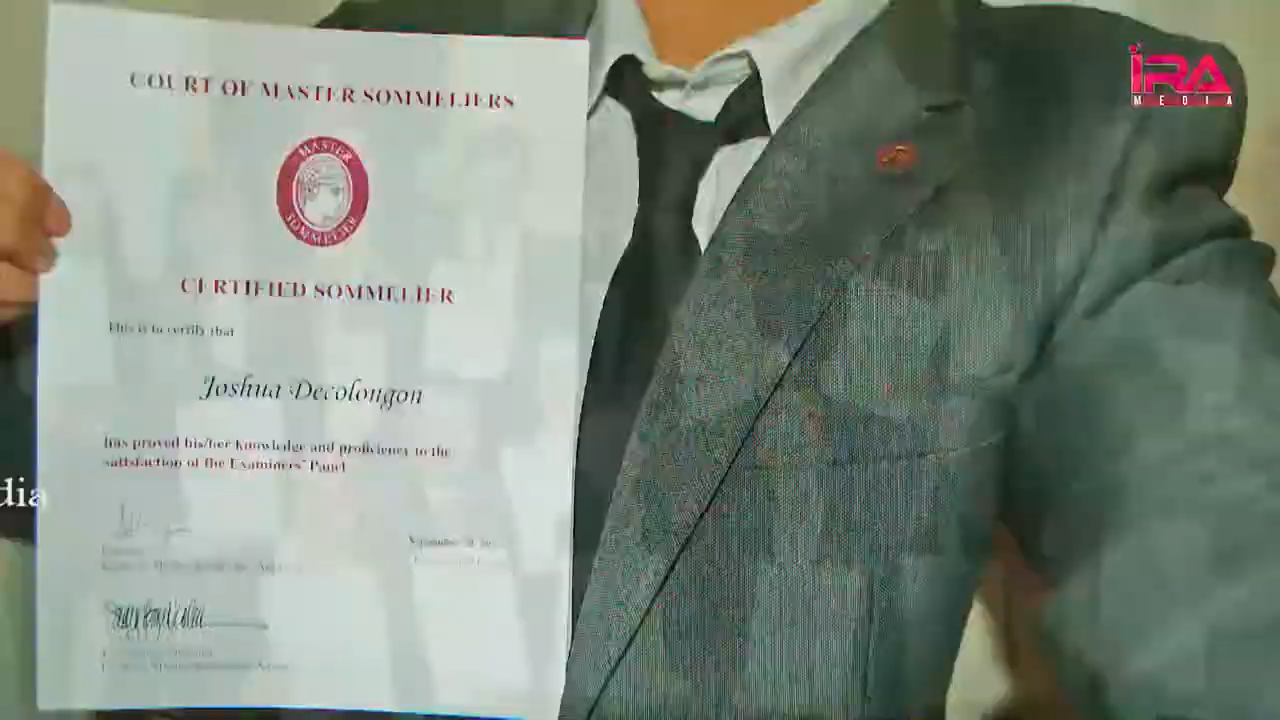 COURT OF MASTER SOMMELIERS
MASTER
SOMMELIER
CERTIFIED SOMMELIER
This is to certify that
Joshua Decolongon
has proved his/her knowledge and proficiency to the
satisfaction of the Examiners' Panel
dia
iRA
MEDIA